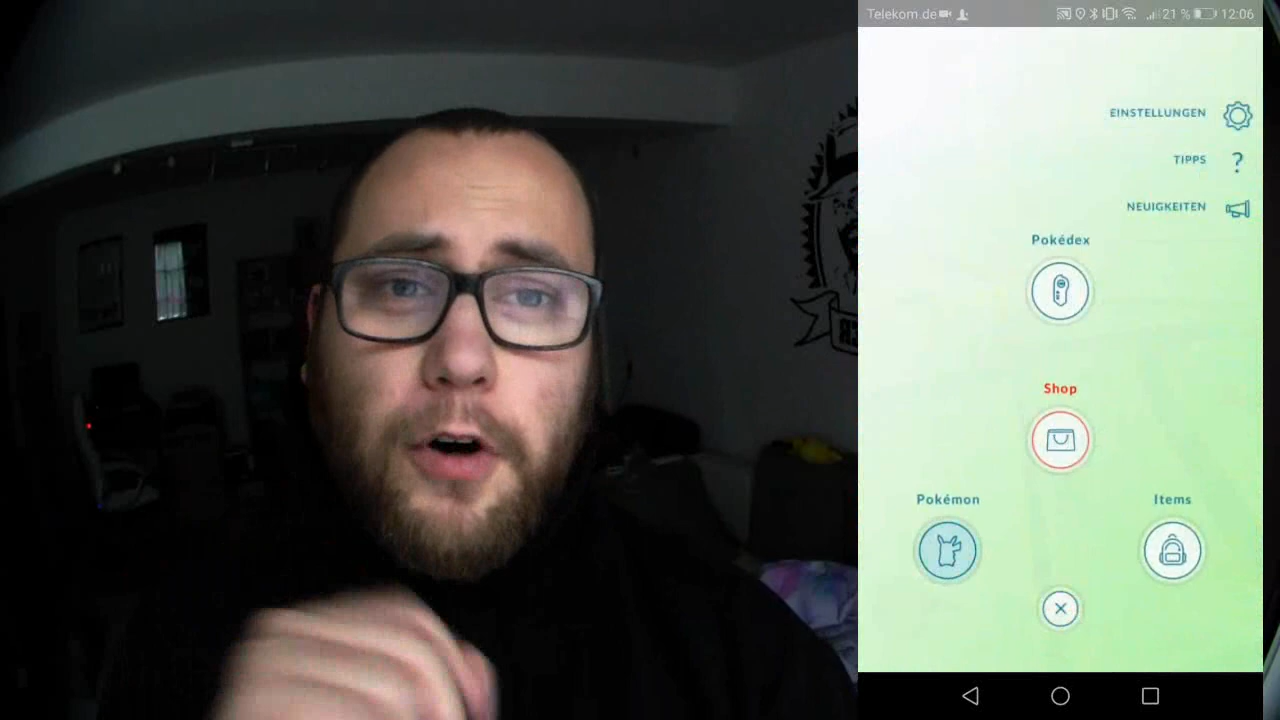 Telekom.de 21 % 12:06
EINSTELLUNGEN
TIPPS ?
NEUIGKEITEN
Pokédex
Shop
Pokémon
Items